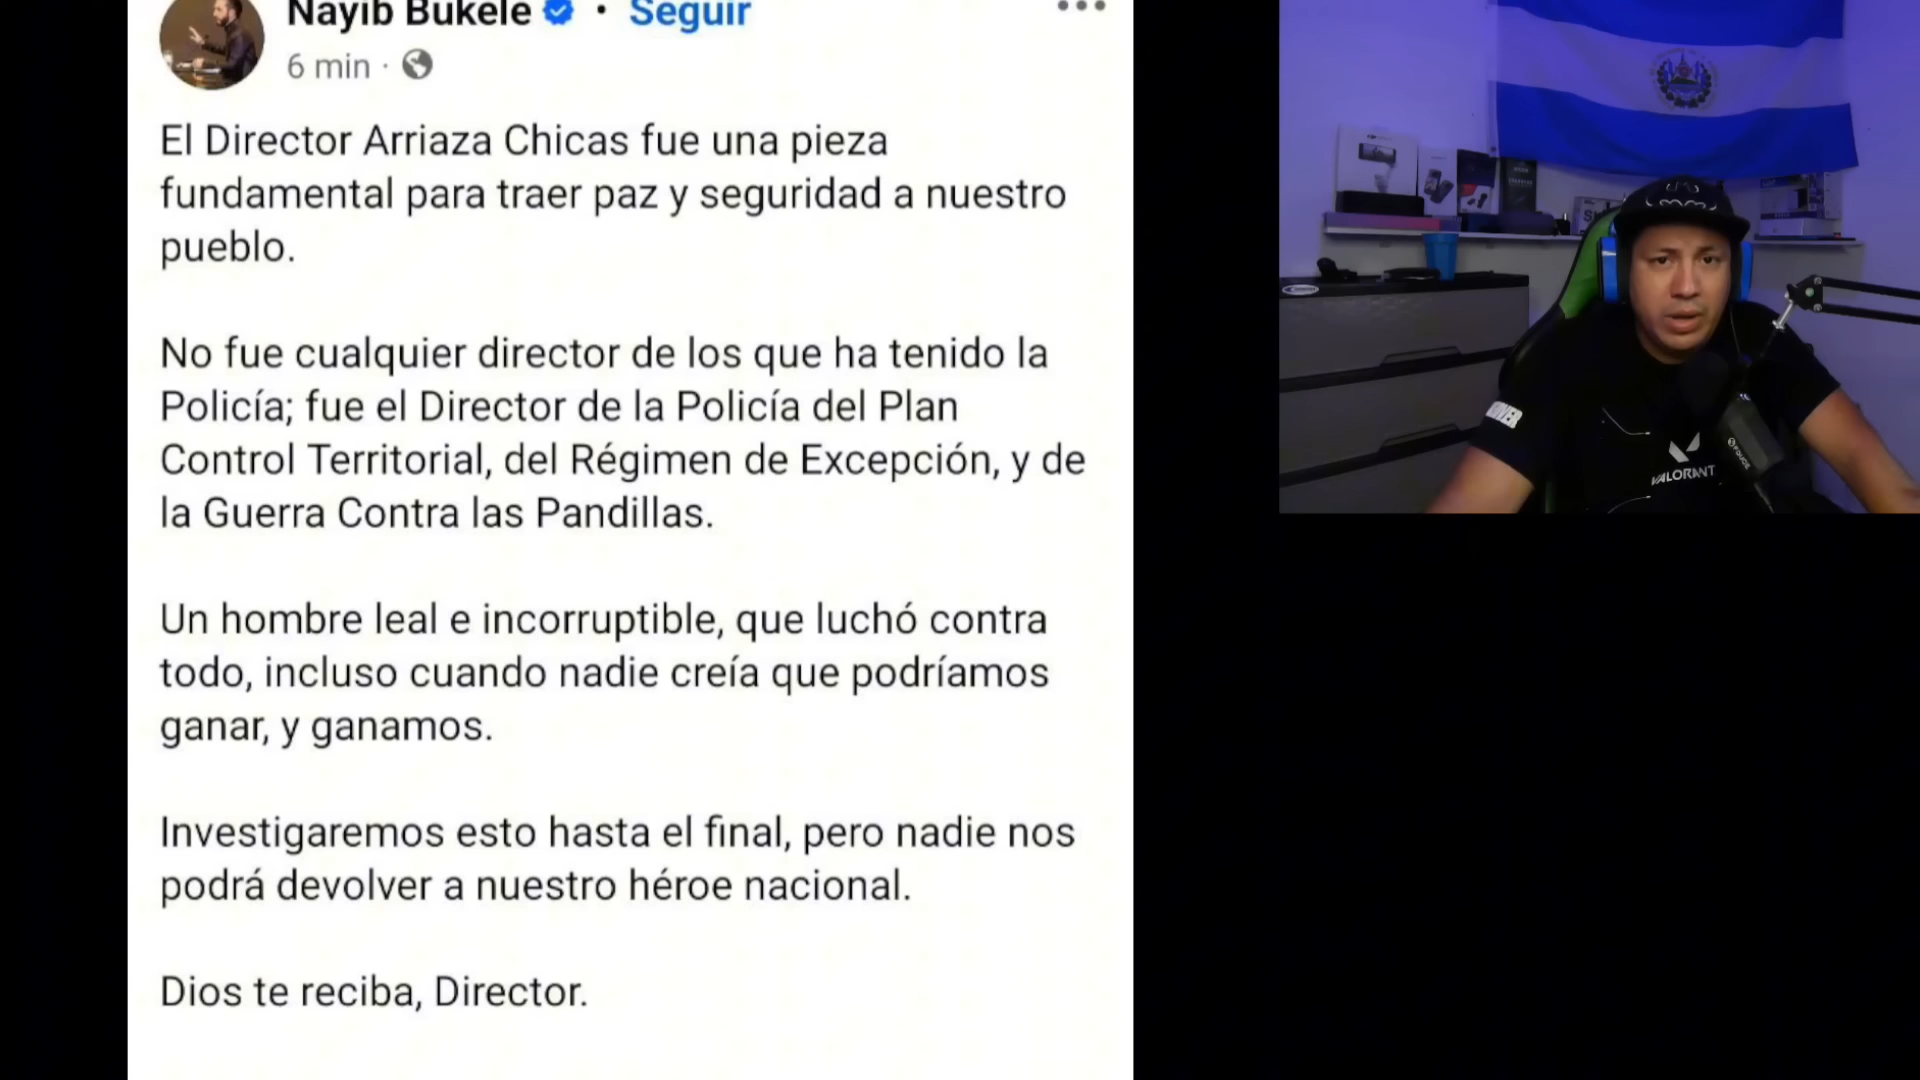 Nayib Bukele • Seguir
6 min ·
El Director Arriaza Chicas fue una pieza
fundamental para traer paz y seguridad a nuestro
pueblo.
No fue cualquier director de los que ha tenido la
Policía; fue el Director de la Policía del Plan
Control Territorial, del Régimen de Excepción, y de
la Guerra Contra las Pandillas.
Un hombre leal e incorruptible, que luchó contra
todo, incluso cuando nadie creía que podríamos
ganar, y ganamos.
Investigaremos esto hasta el final, pero nadie nos
podrá devolver a nuestro héroe nacional.
Dios te reciba, Director.
VALORANT